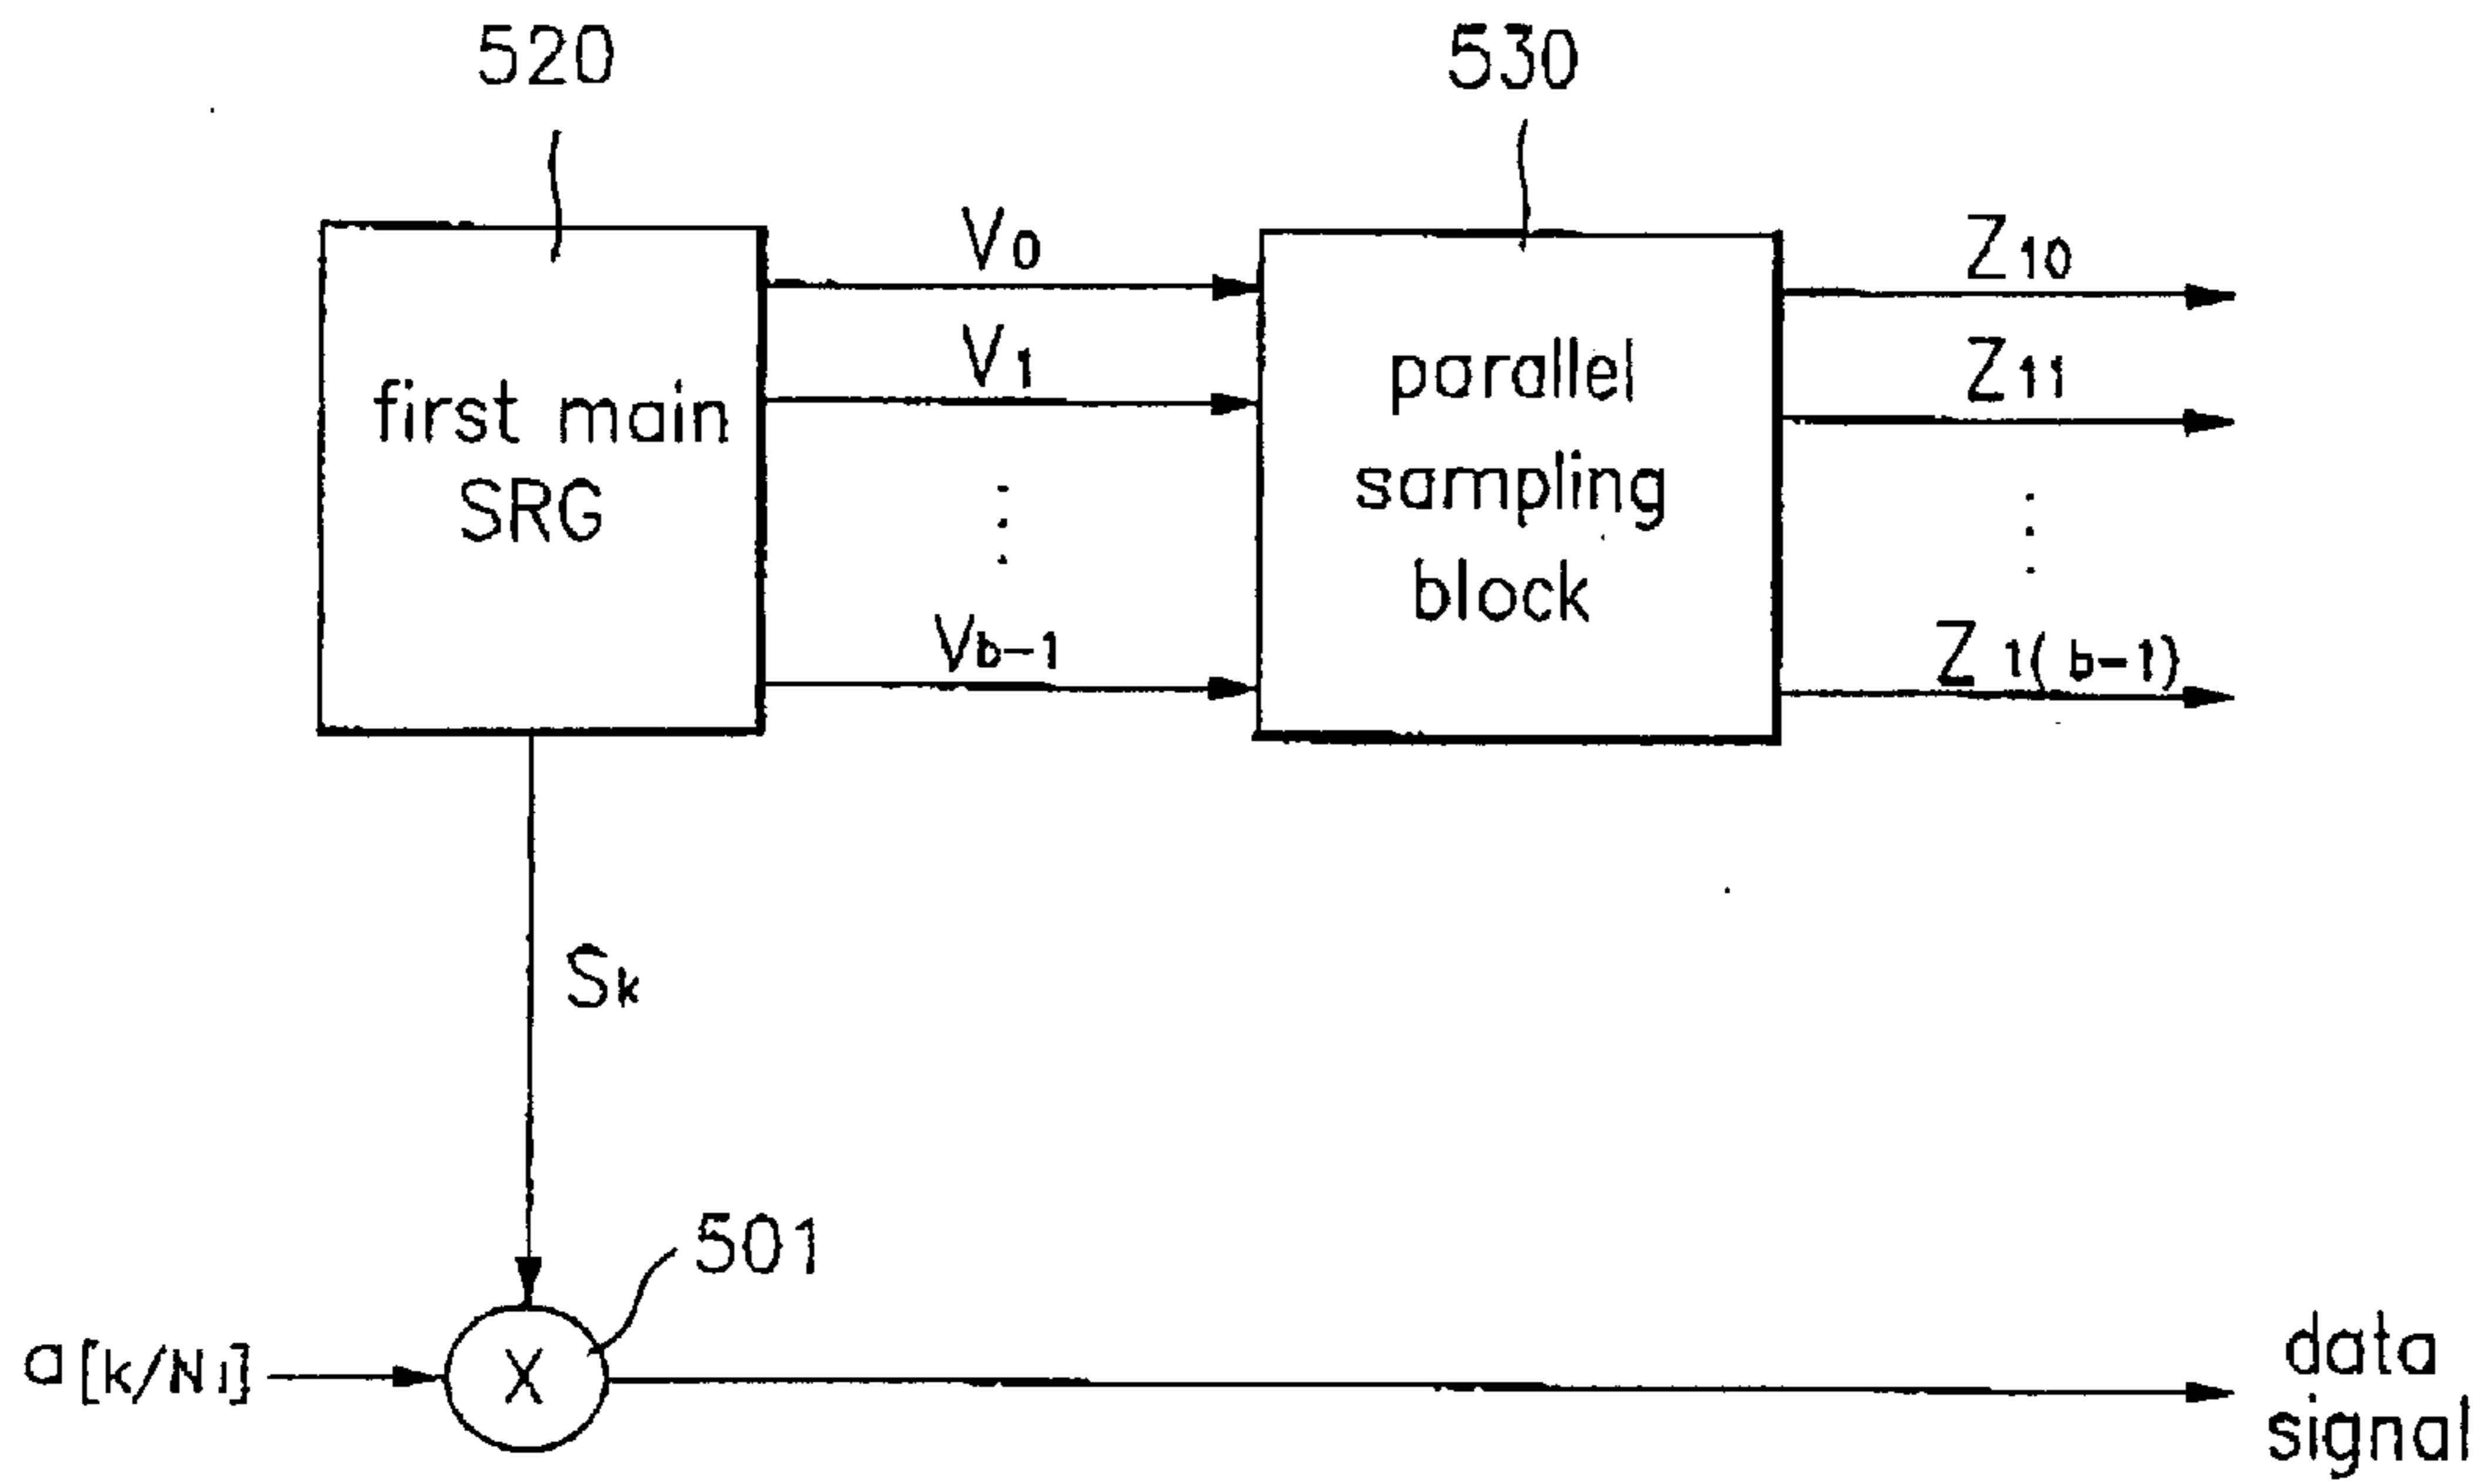 520
530
first main
SRG
V0
V1
Vb-1
parallel
sampling
block
Z10
Z11
Z1(b-1)
Sk
501
a[k/N1]
X
data
signal